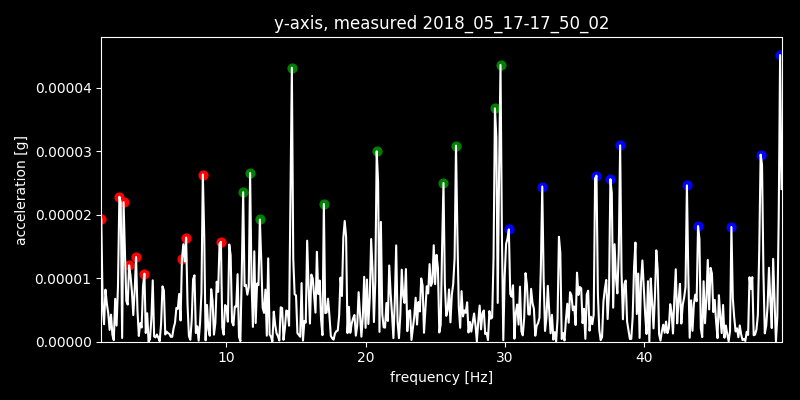 y-axis, measured 2018_05_17-17_50_02
0.00004
0.00003
0.00002
0.00001
0.00000
acceleration [g]
10 20 30 40
frequency [Hz]